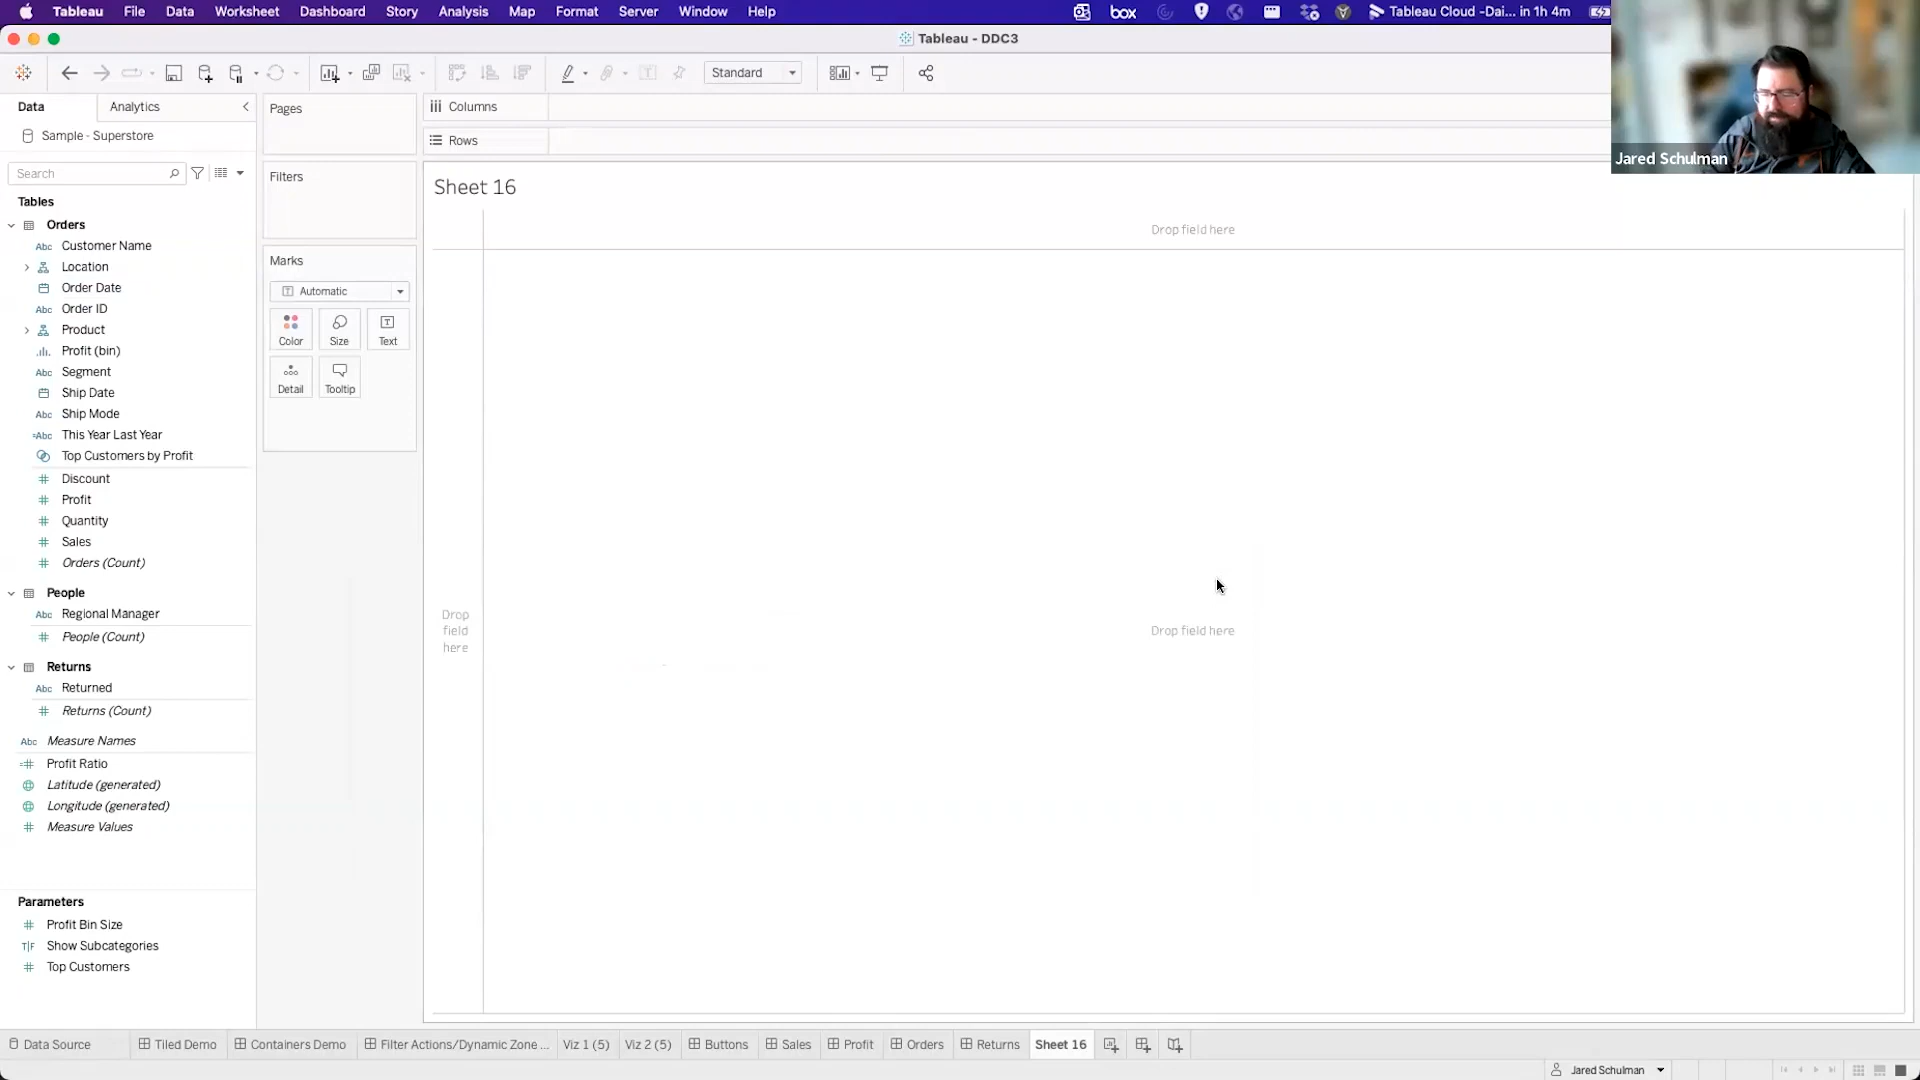 Tableau File Data Worksheet Dashboard Story Analysis Map Format Server Window Help box Tableau Cloud -Dai... in 1h 4m
Tableau - DDC3
Standard
Data Analytics
Sample - Superstore
Search
Tables
Orders
Customer Name
Location
Order Date
Order ID
Product
Profit (bin)
Segment
Ship Date
Ship Mode
This Year Last Year
Top Customers by Profit
Discount
Profit
Quantity
Sales
Orders (Count)
People
Regional Manager
People (Count)
Returns
Returned
Returns (Count)
Measure Names
Profit Ratio
Latitude (generated)
Longitude (generated)
Measure Values
Parameters
Profit Bin Size
Show Subcategories
Top Customers
Pages
Filters
Marks
Automatic
Color Size Text
Detail Tooltip
Columns
Rows
Sheet 16
Drop field here
Drop
field
here
Drop field here
Jared Schulman
Data Source Tiled Demo Containers Demo Filter Actions/Dynamic Zone ... Viz 1 (5) Viz 2 (5) Buttons Sales Profit Orders Returns Sheet 16
Jared Schulman